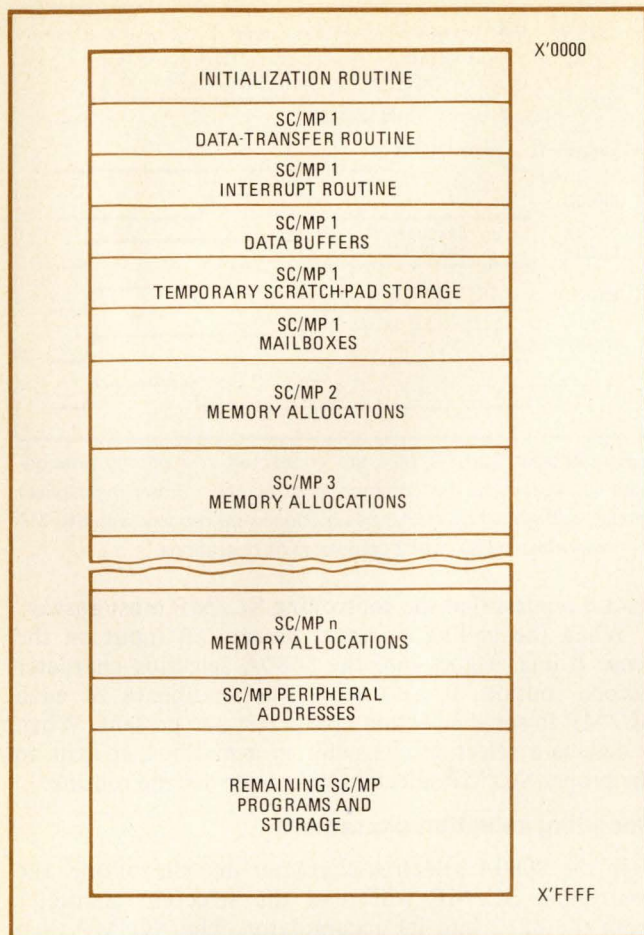 X'0000
INITIALIZATION ROUTINE
SC/MP 1
DATA-TRANSFER ROUTINE
SC/MP 1
INTERRUPT ROUTINE
SC/MP 1
DATA BUFFERS
SC/MP 1
TEMPORARY SCRATCH-PAD STORAGE
SC/MP 1
MAILBOXES
SC/MP 2
MEMORY ALLOCATIONS
SC/MP 3
MEMORY ALLOCATIONS
SC/MP n
MEMORY ALLOCATIONS
SC/MP PERIPHERAL
ADDRESSES
REMAINING SC/MP
PROGRAMS AND
STORAGE
X'FFFF